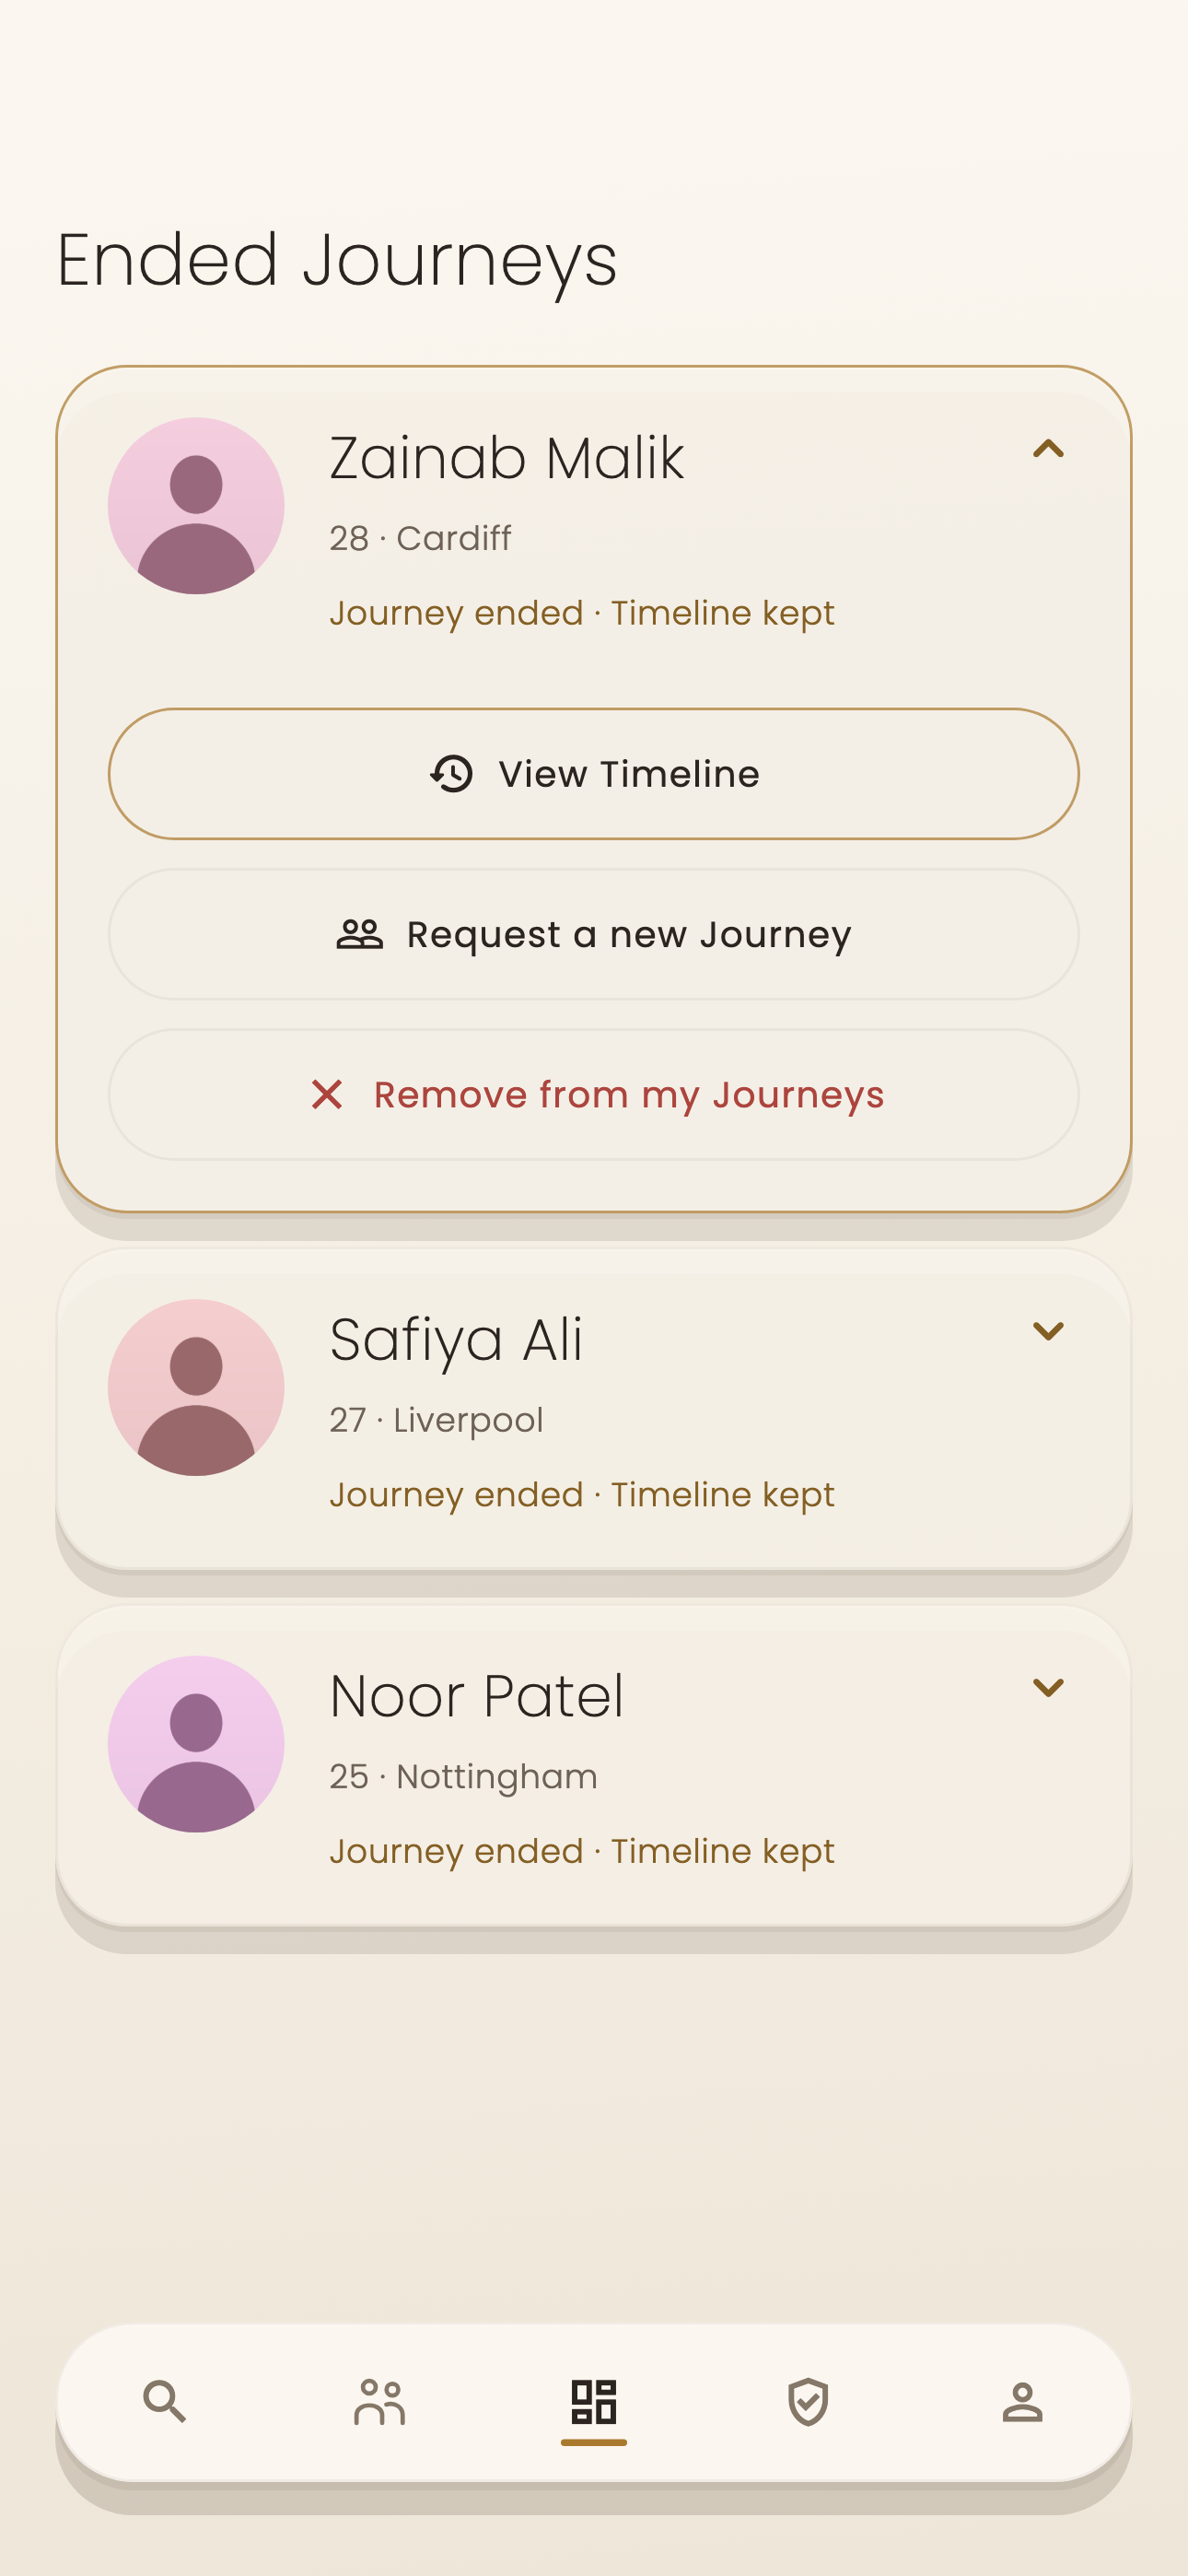 Ended Journeys
Zainab Malik
28 · Cardiff
Journey ended · Timeline kept
View Timeline
Request a new Journey
Remove from my Journeys
Safiya Ali
27 · Liverpool
Journey ended · Timeline kept
Noor Patel
25 · Nottingham
Journey ended · Timeline kept